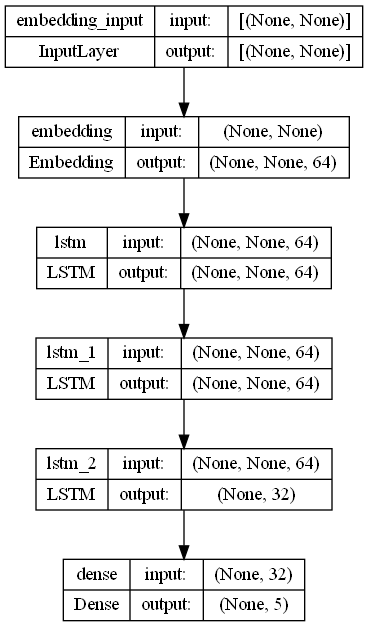 embedding_input input: [(None, None)]
InputLayer output: [(None, None)]
embedding input: (None, None)
Embedding output: (None, None, 64)
lstm input: (None, None, 64)
LSTM output: (None, None, 64)
lstm_1 input: (None, None, 64)
LSTM output: (None, None, 64)
lstm_2 input: (None, None, 64)
LSTM output: (None, 32)
dense input: (None, 32)
Dense output: (None, 5)